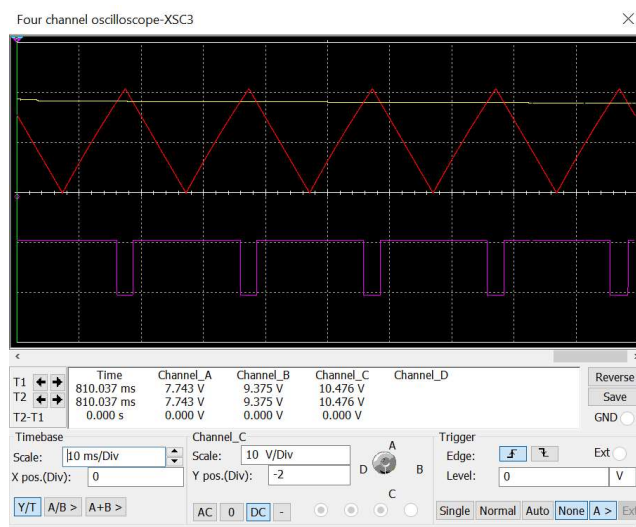 Four channel oscilloscope-XSC3
T1
T2
T2-T1
Time Channel_A Channel_B Channel_C Channel_D
810.037 ms 7.743 V 9.375 V 10.476 V
810.037 ms 7.743 V 9.375 V 10.476 V
0.000 s 0.000 V 0.000 V 0.000 V
Reverse
Save
GND
Timebase
Scale: 10 ms/Div
X pos.(Div): 0
Y/T A/B > A+B >
Channel_C
Scale: 10 V/Div
Y pos.(Div): -2
AC 0 DC -
A
D B
C
Trigger
Edge: Ext
Level: 0 V
Single Normal Auto None A > Ext